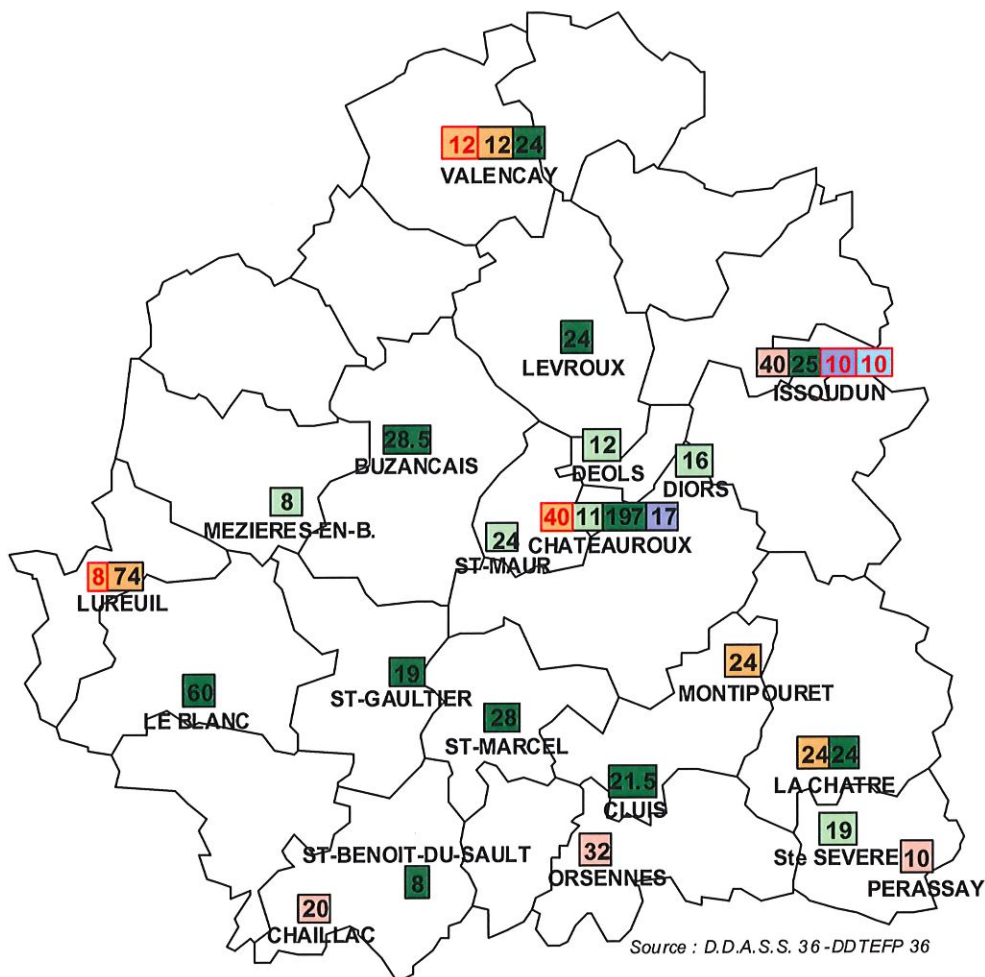 12 12 24
VALENCAY
24
LEVROUX
40 25 10 10
ISSOUDUN
28.5
BUZANCAIS
12
DEOLS
16
DIORS
8
MEZIERES-EN-B.
40 11 197 17
CHATEAUROUX
24
ST-MAUR
8 74
LUREUIL
24
MONTIPOURET
19
ST-GAULTIER
60
LE BLANC
28
ST-MARCEL
24 24
LA CHATRE
21.5
CLUIS
19
Ste SEVERE
10
PERASSAY
32
ORSENNES
ST-BENOIT-DU-SAULT
8
20
CHAILLAC
Source : D.D.A.S.S. 36 -DDTEFP 36